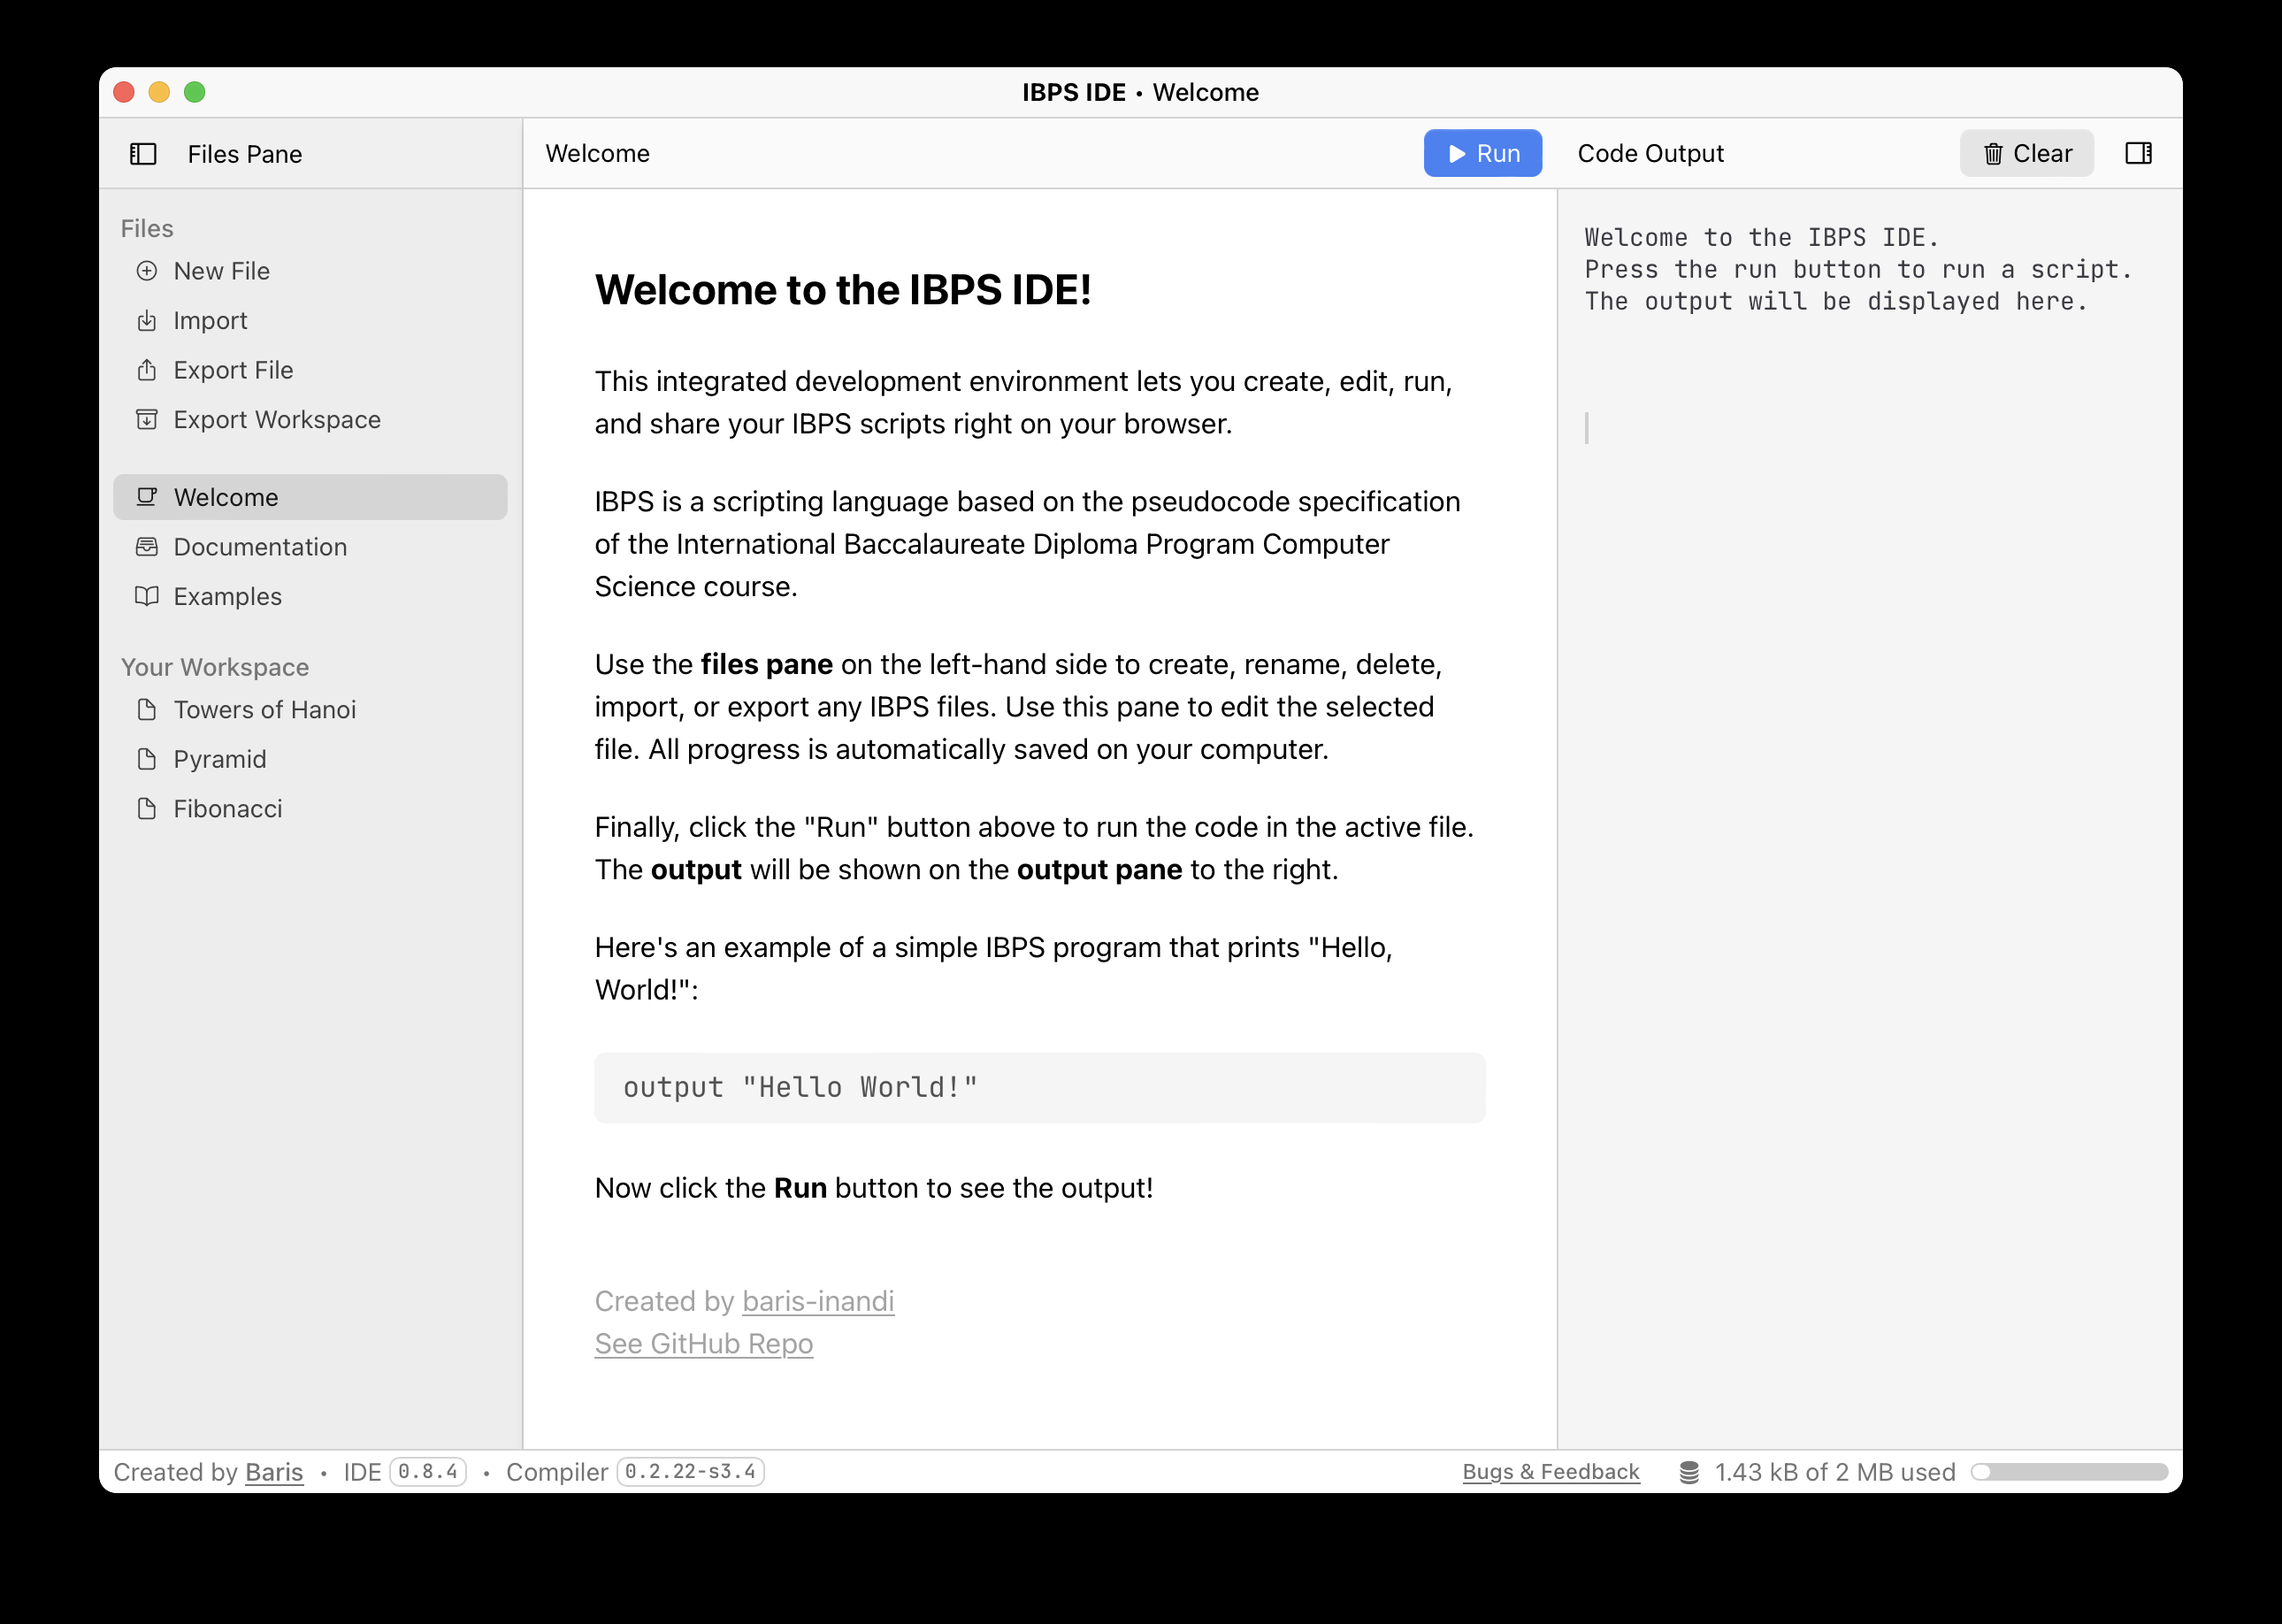 IBPS IDE • Welcome
Files Pane
Welcome
Run
Code Output
Clear
Files
New File
Import
Export File
Export Workspace
Welcome
Documentation
Examples
Your Workspace
Towers of Hanoi
Pyramid
Fibonacci
Welcome to the IBPS IDE!
This integrated development environment lets you create, edit, run,
and share your IBPS scripts right on your browser.
IBPS is a scripting language based on the pseudocode specification
of the International Baccalaureate Diploma Program Computer
Science course.
Use the files pane on the left-hand side to create, rename, delete,
import, or export any IBPS files. Use this pane to edit the selected
file. All progress is automatically saved on your computer.
Finally, click the "Run" button above to run the code in the active file.
The output will be shown on the output pane to the right.
Here's an example of a simple IBPS program that prints "Hello,
World!":
output "Hello World!"
Now click the Run button to see the output!
Created by baris-inandi
See GitHub Repo
Welcome to the IBPS IDE.
Press the run button to run a script.
The output will be displayed here.
Created by Baris • IDE 0.8.4 • Compiler 0.2.22-s3.4
Bugs & Feedback
1.43 kB of 2 MB used